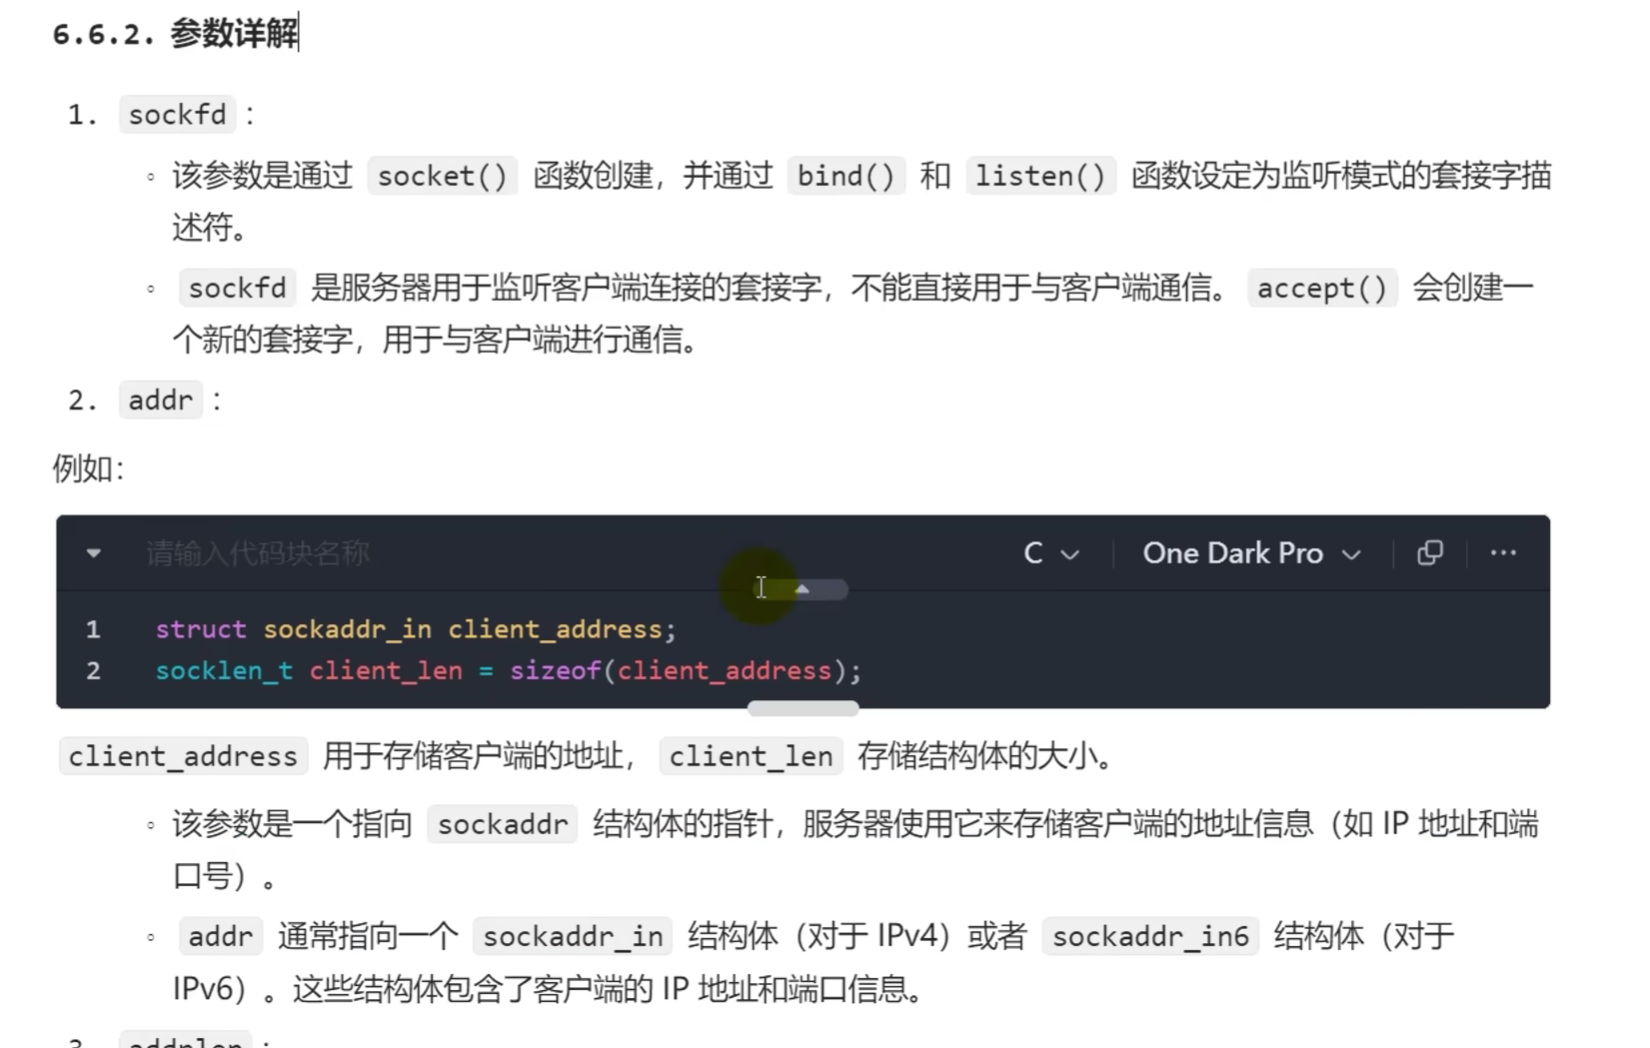 6.6.2. 参数详解
1. sockfd :
◦ 该参数是通过 socket() 函数创建，并通过 bind() 和 listen() 函数设定为监听模式的套接字描
述符。
◦ sockfd 是服务器用于监听客户端连接的套接字，不能直接用于与客户端通信。 accept() 会创建一
个新的套接字，用于与客户端进行通信。
2. addr :
例如：
请输入代码块名称 C One Dark Pro ···
1 struct sockaddr_in client_address;
2 socklen_t client_len = sizeof(client_address);
client_address 用于存储客户端的地址， client_len 存储结构体的大小。
◦ 该参数是一个指向 sockaddr 结构体的指针，服务器使用它来存储客户端的地址信息（如 IP 地址和端
口号）。
◦ addr 通常指向一个 sockaddr_in 结构体（对于 IPv4）或者 sockaddr_in6 结构体（对于
IPv6）。这些结构体包含了客户端的 IP 地址和端口信息。
3. addrlen :